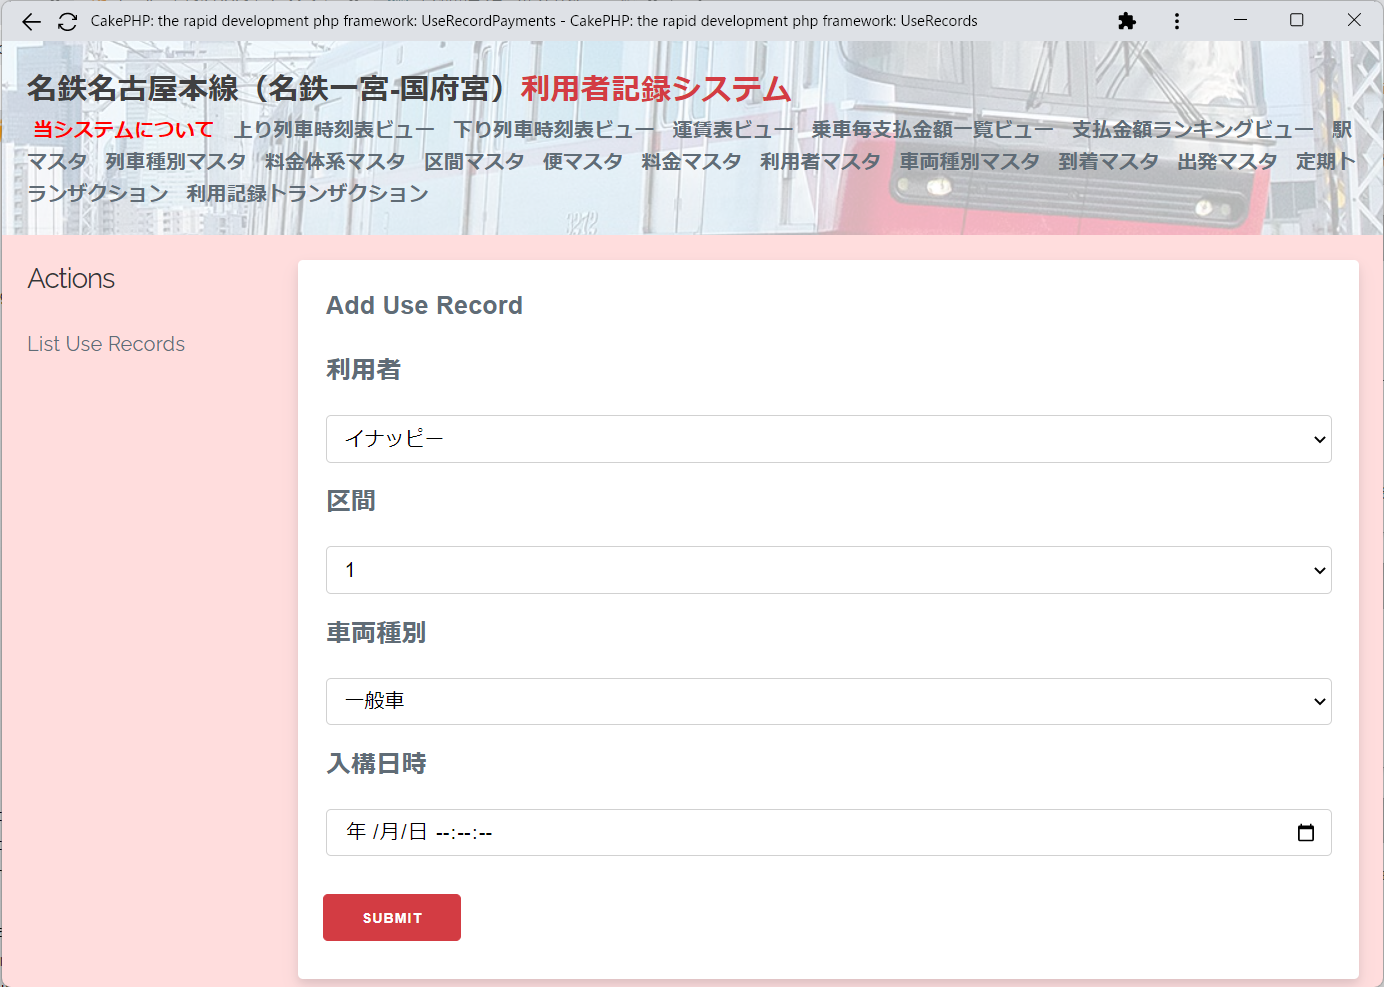 CakePHP: the rapid development php framework: UseRecordPayments - CakePHP: the rapid development php framework: UseRecords
名鉄名古屋本線（名鉄一宮-国府宮）利用者記録システム
当システムについて 上り列車時刻表ビュー 下り列車時刻表ビュー 運賃表ビュー 乗車毎支払金額一覧ビュー 支払金額ランキングビュー 駅
マスタ 列車種別マスタ 料金体系マスタ 区間マスタ 便マスタ 料金マスタ 利用者マスタ 車両種別マスタ 到着マスタ 出発マスタ 定期ト
ランザクション 利用記録トランザクション
3212
Actions
List Use Records
Add Use Record
利用者
イナッピー
区間
1
車両種別
一般車
入構日時
年 /月/日 --:--:--
SUBMIT